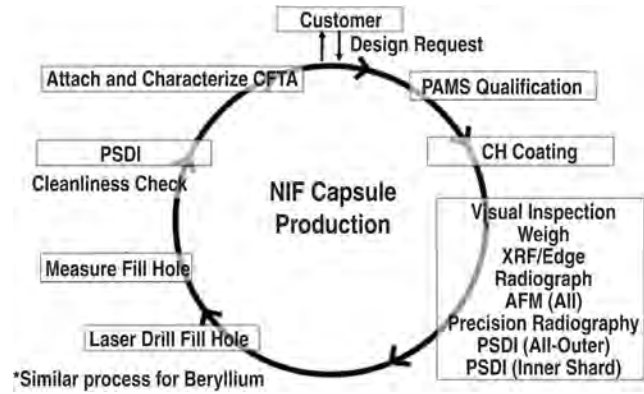 Customer
Design Request
Attach and Characterize CFTA
PAMS Qualification
PSDI
Cleanliness Check
CH Coating
NIF Capsule
Production
Visual Inspection
Weigh
XRF/Edge
Radiograph
AFM (All)
Precision Radiography
PSDI (All-Outer)
PSDI (Inner Shard)
Measure Fill Hole
Laser Drill Fill Hole
*Similar process for Beryllium